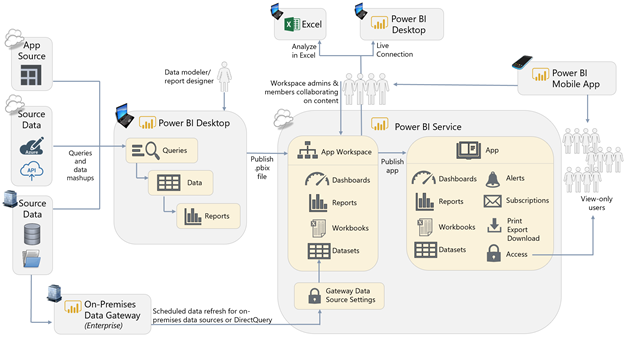 App
Source
Source
Data
Azure
API
Source
Data
Queries
and data
mashups
Data modeler/
report designer
Power BI Desktop
Queries
Data
Reports
Publish
.pbix
file
On-Premises
Data Gateway
(Enterprise)
Scheduled data refresh for on-
premises data sources or DirectQuery
Excel
Power BI
Desktop
Analyze
in Excel
Live
Connection
Workspace admins &
members collaborating
on content
Power BI Service
App Workspace
Dashboards
Reports
Workbooks
Datasets
Gateway Data
Source Settings
Publish
app
App
Dashboards
Reports
Workbooks
Datasets
Alerts
Subscriptions
Print
Export
Download
Access
Power BI
Mobile App
View-only
users